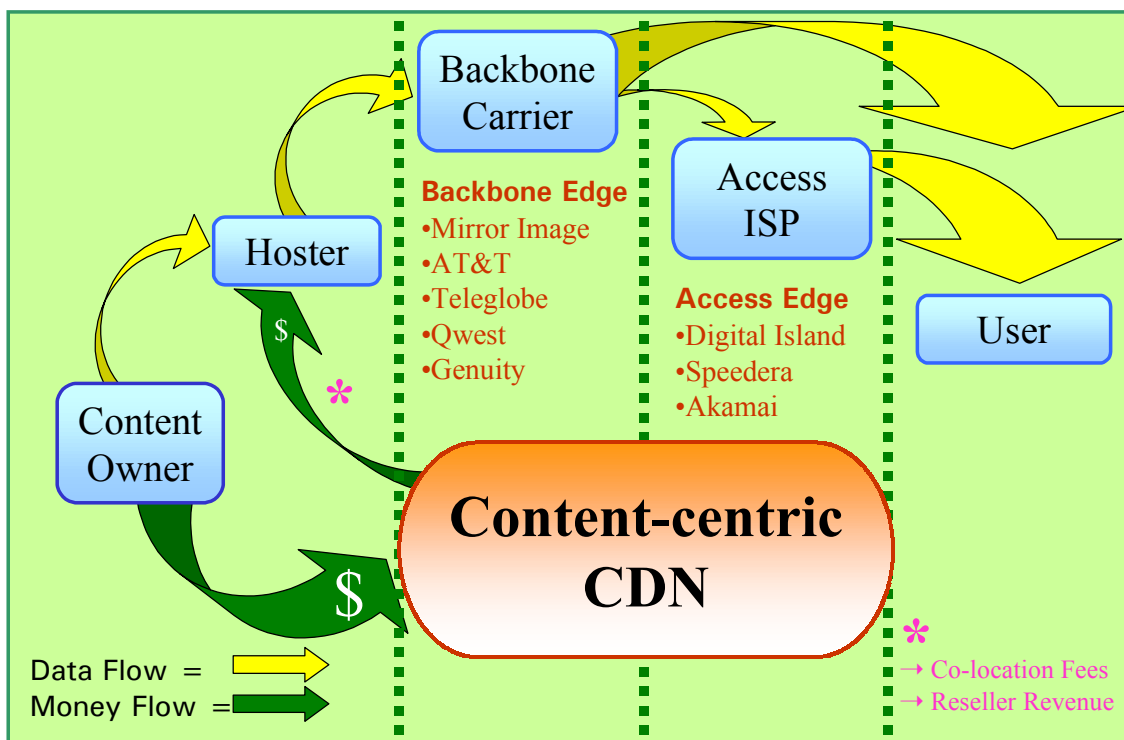 Backbone
Carrier
Access
ISP
Backbone Edge
•Mirror Image
•AT&T
•Teleglobe
•Qwest
•Genuity
Hoster
Access Edge
•Digital Island
•Speedera
•Akamai
User
$
*
Content
Owner
Content-centric
CDN
$
Data Flow =
Money Flow =
*
→ Co-location Fees
→ Reseller Revenue